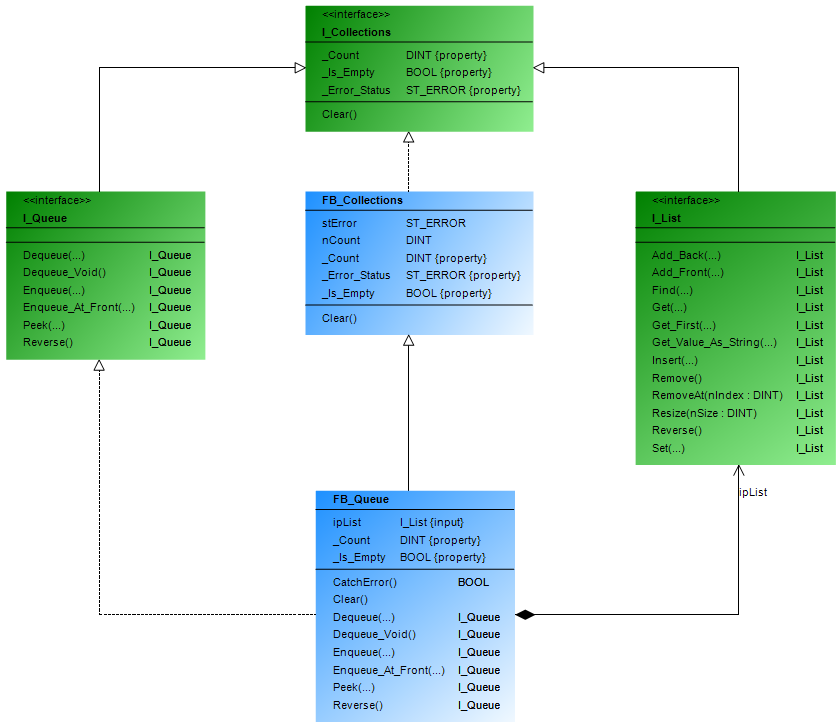 <<interface>>
I_Collections
_Count DINT {property}
_Is_Empty BOOL {property}
_Error_Status ST_ERROR {property}
Clear()
<<interface>>
I_Queue
Dequeue(...) I_Queue
Dequeue_Void() I_Queue
Enqueue(...) I_Queue
Enqueue_At_Front(...) I_Queue
Peek(...) I_Queue
Reverse() I_Queue
FB_Collections
stError ST_ERROR
nCount DINT
_Count DINT {property}
_Error_Status ST_ERROR {property}
_Is_Empty BOOL {property}
Clear()
<<interface>>
I_List
Add_Back(...) I_List
Add_Front(...) I_List
Find(...) I_List
Get(...) I_List
Get_First(...) I_List
Get_Value_As_String(...) I_List
Insert(...) I_List
Remove() I_List
RemoveAt(nIndex : DINT) I_List
Resize(nSize : DINT) I_List
Reverse() I_List
Set(...) I_List
ipList
FB_Queue
ipList I_List {input}
_Count DINT {property}
_Is_Empty BOOL {property}
CatchError() BOOL
Clear()
Dequeue(...) I_Queue
Dequeue_Void() I_Queue
Enqueue(...) I_Queue
Enqueue_At_Front(...) I_Queue
Peek(...) I_Queue
Reverse() I_Queue